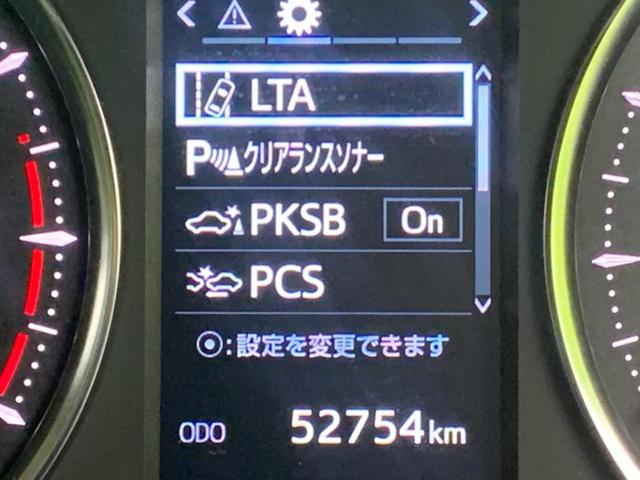 LTA
Pクリアランスソナー
PKSB On
PCS
:設定を変更できます
ODO 52754km